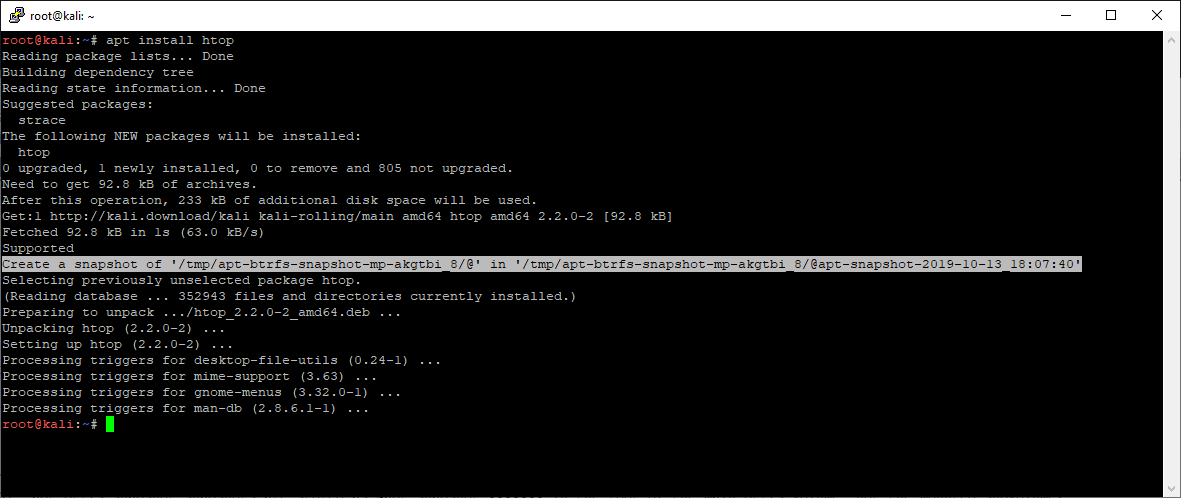 root@kali: ~
root@kali:~# apt install htop
Reading package lists... Done
Building dependency tree
Reading state information... Done
Suggested packages:
  strace
The following NEW packages will be installed:
  htop
0 upgraded, 1 newly installed, 0 to remove and 805 not upgraded.
Need to get 92.8 kB of archives.
After this operation, 233 kB of additional disk space will be used.
Get:1 http://kali.download/kali kali-rolling/main amd64 htop amd64 2.2.0-2 [92.8 kB]
Fetched 92.8 kB in 1s (63.0 kB/s)
Supported
Create a snapshot of '/tmp/apt-btrfs-snapshot-mp-akgtbi_8/@' in '/tmp/apt-btrfs-snapshot-mp-akgtbi_8/@apt-snapshot-2019-10-13_18:07:40'
Selecting previously unselected package htop.
(Reading database ... 352943 files and directories currently installed.)
Preparing to unpack .../htop_2.2.0-2_amd64.deb ...
Unpacking htop (2.2.0-2) ...
Setting up htop (2.2.0-2) ...
Processing triggers for desktop-file-utils (0.24-1) ...
Processing triggers for mime-support (3.63) ...
Processing triggers for gnome-menus (3.32.0-1) ...
Processing triggers for man-db (2.8.6.1-1) ...
root@kali:~#